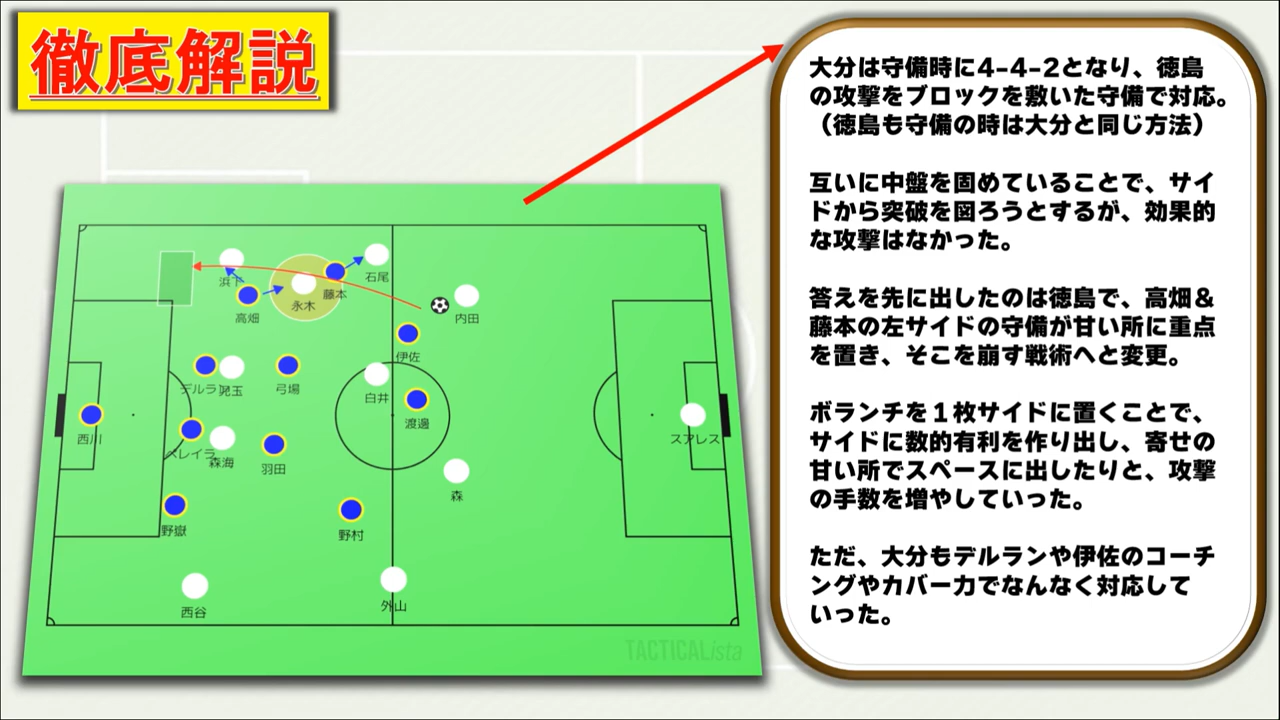 徹底解説
大分は守備時に4-4-2となり、徳島
の攻撃をブロックを敷いた守備で対応。
（徳島も守備の時は大分と同じ方法）
互いに中盤を固めていることで、サイ
ドから突破を図ろうとするが、効果的
な攻撃はなかった。
答えを先に出したのは徳島で、高畑＆
藤本の左サイドの守備が甘い所に重点
を置き、そこを崩す戦術へと変更。
ボランチを１枚サイドに置くことで、
サイドに数的有利を作り出し、寄せの
甘い所でスペースに出したりと、攻撃
の手数を増やしていった。
ただ、大分もデルランや伊佐のコーチ
ングやカバー力でなんなく対応して
いった。
浜下
石尾
高畑
永木
藤本
内田
伊佐
デルラン
児玉
弓場
白井
渡邊
西川
スアレス
ペレイラ
森海
羽田
森
野嶽
野村
西谷
外山
TACTICALista